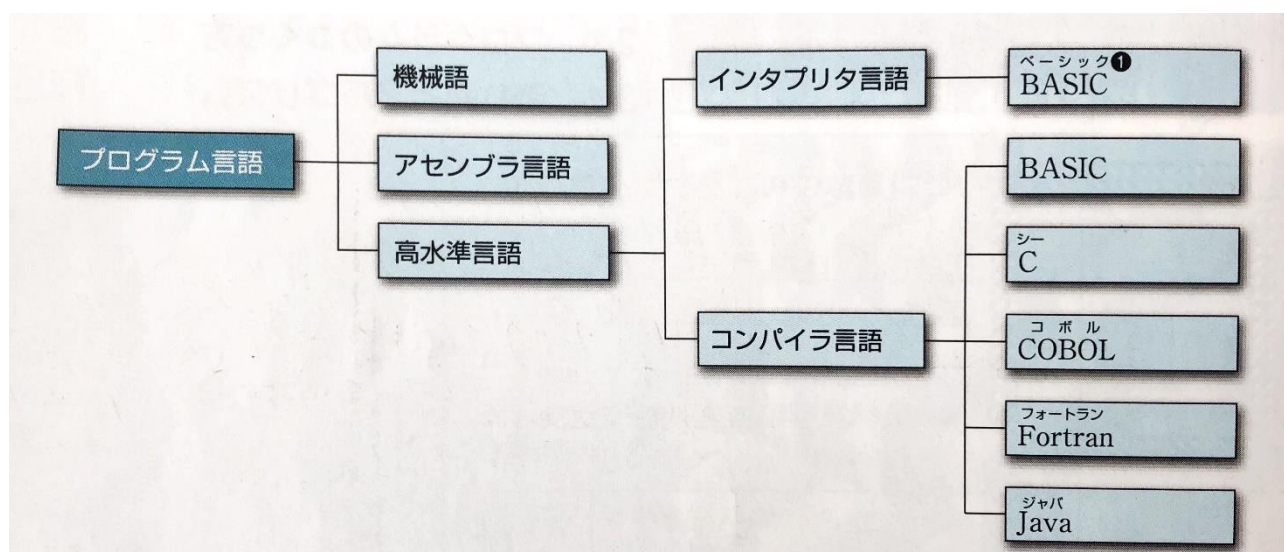 プログラム言語
機械語
アセンブラ言語
高水準言語
インタプリタ言語
コンパイラ言語
ベーシック❶
BASIC
BASIC
シー
C
コボル
COBOL
フォートラン
Fortran
ジャバ
Java